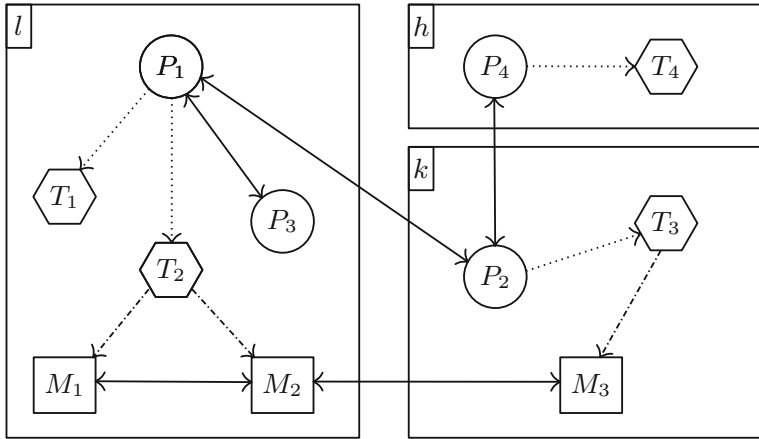 l
h
P₁
P₄
T₄
k
T₁
P₃
T₃
T₂
P₂
M₁
M₂
M₃